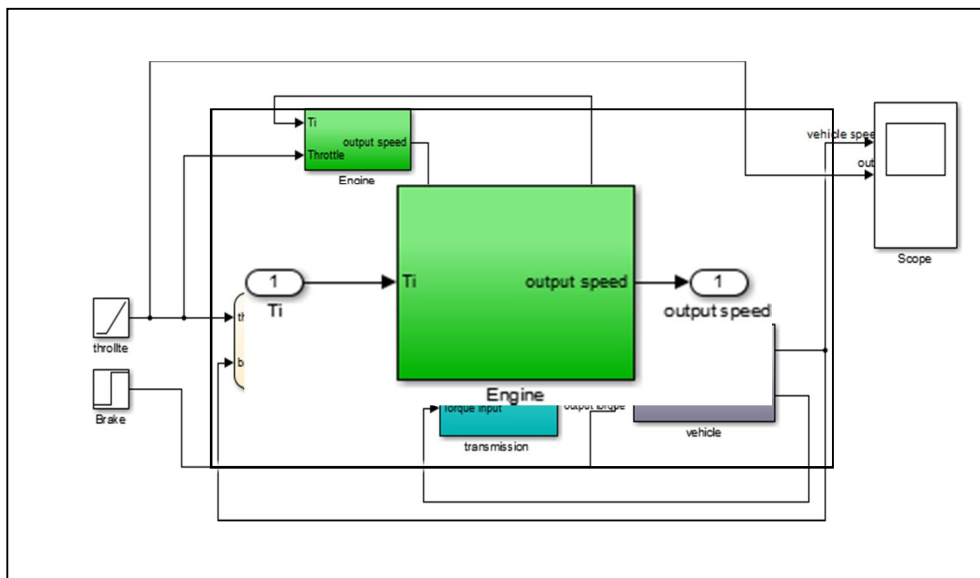 Ti
output speed
Throttle
Engine
vehicle spee
out
Scope
1
Ti
output speed
1
Ti
output speed
Engine
th
throllte
b
Brake
Torque input
output torque
transmission
vehicle